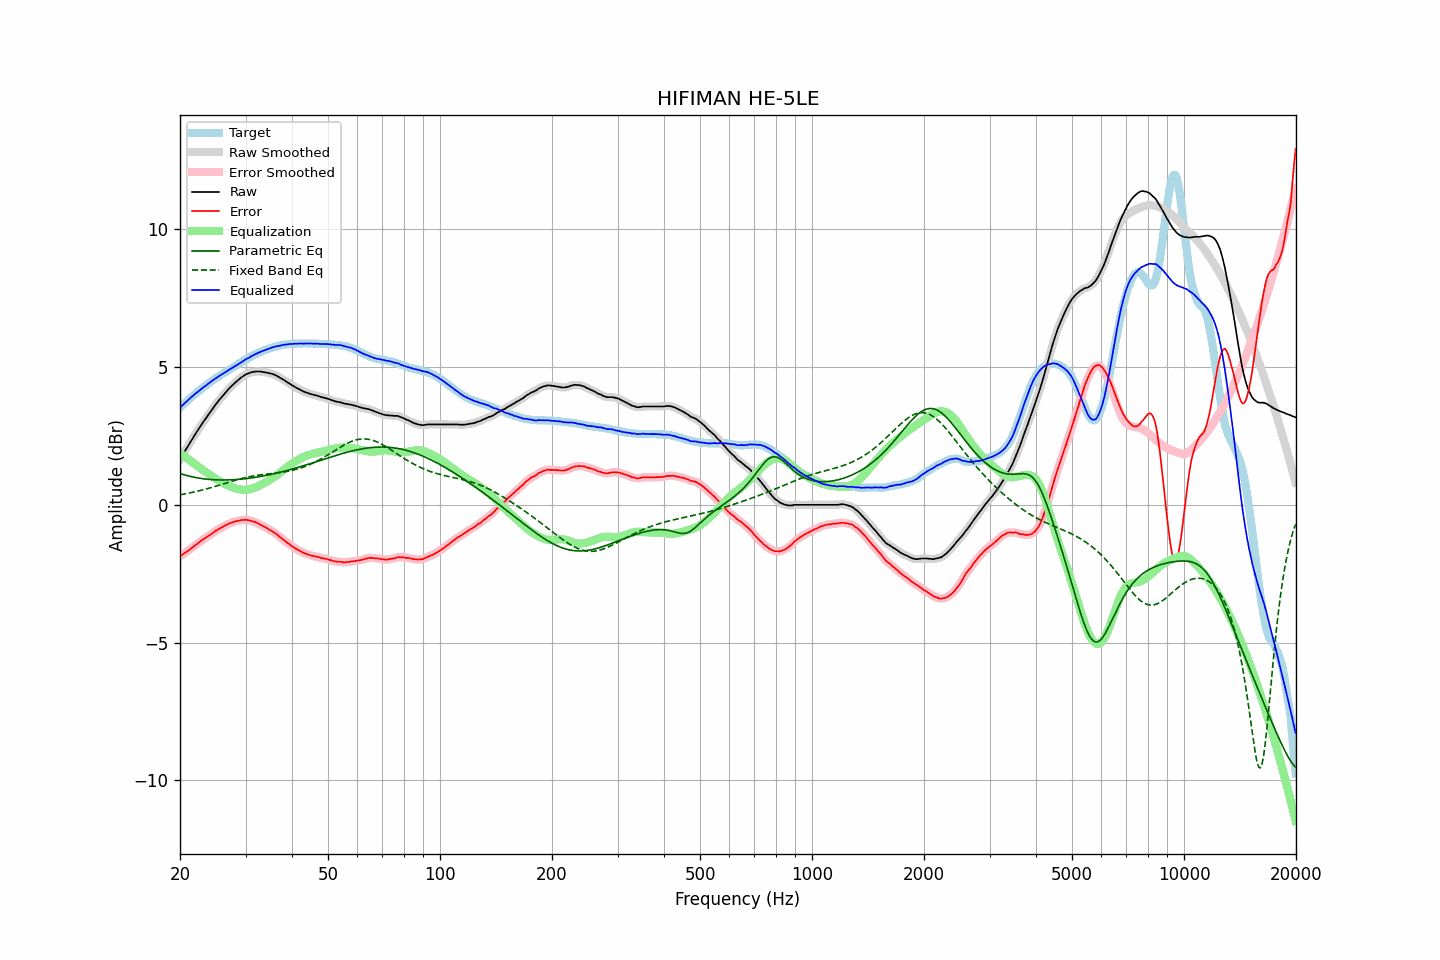 HIFIMAN HE-5LE
Target
Raw Smoothed
Error Smoothed
Raw
Error
Equalization
Parametric Eq
Fixed Band Eq
Equalized
Amplitude (dBr)
10
5
0
−5
−10
20
50
100
200
500
1000
2000
5000
10000
20000
Frequency (Hz)